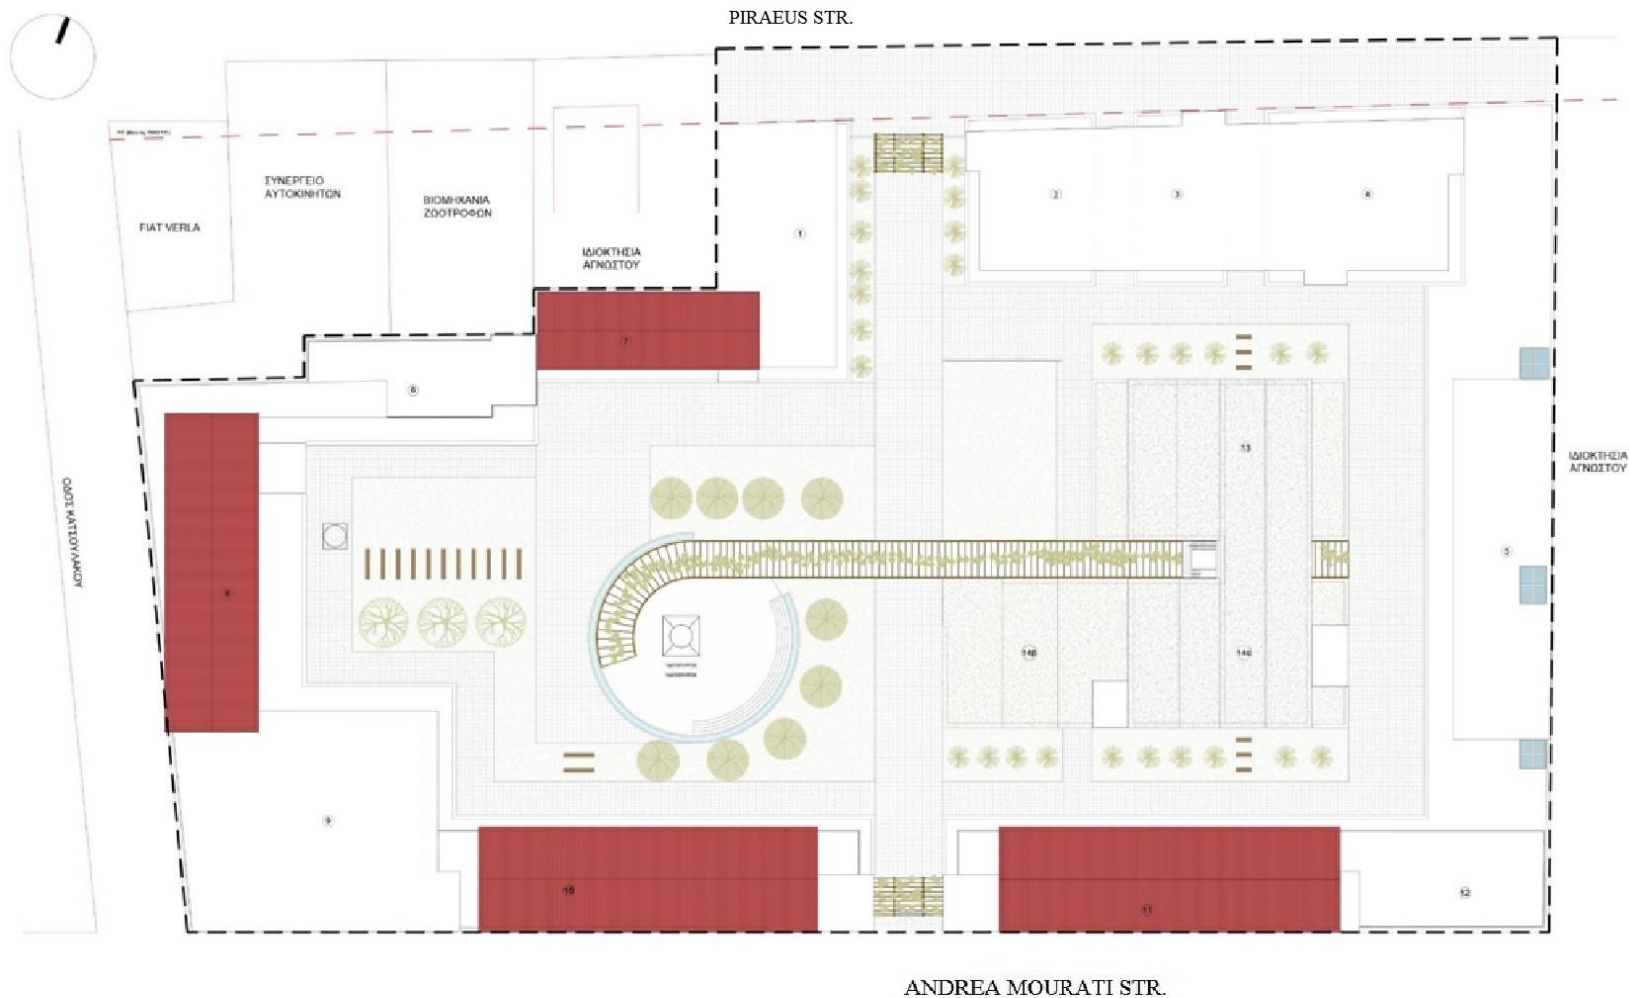 PIRAEUS STR.
ΣΥΝΕΡΓΕΙΟ
ΑΥΤΟΚΙΝΗΤΩΝ
ΒΙΟΜΗΧΑΝΙΑ
ΖΩΟΤΡΟΦΩΝ
FIAT VERLA
ΙΔΙΟΚΤΗΣΙΑ
ΑΓΝΩΣΤΟΥ
1
2
3
4
7
6
13
ΙΔΙΟΚΤΗΣΙΑ
ΑΓΝΩΣΤΟΥ
ΟΔΟΣ ΚΑΤΣΟΥΛΑΚΟΥ
5
8
14β
14α
9
10
11
12
ANDREA MOURATI STR.